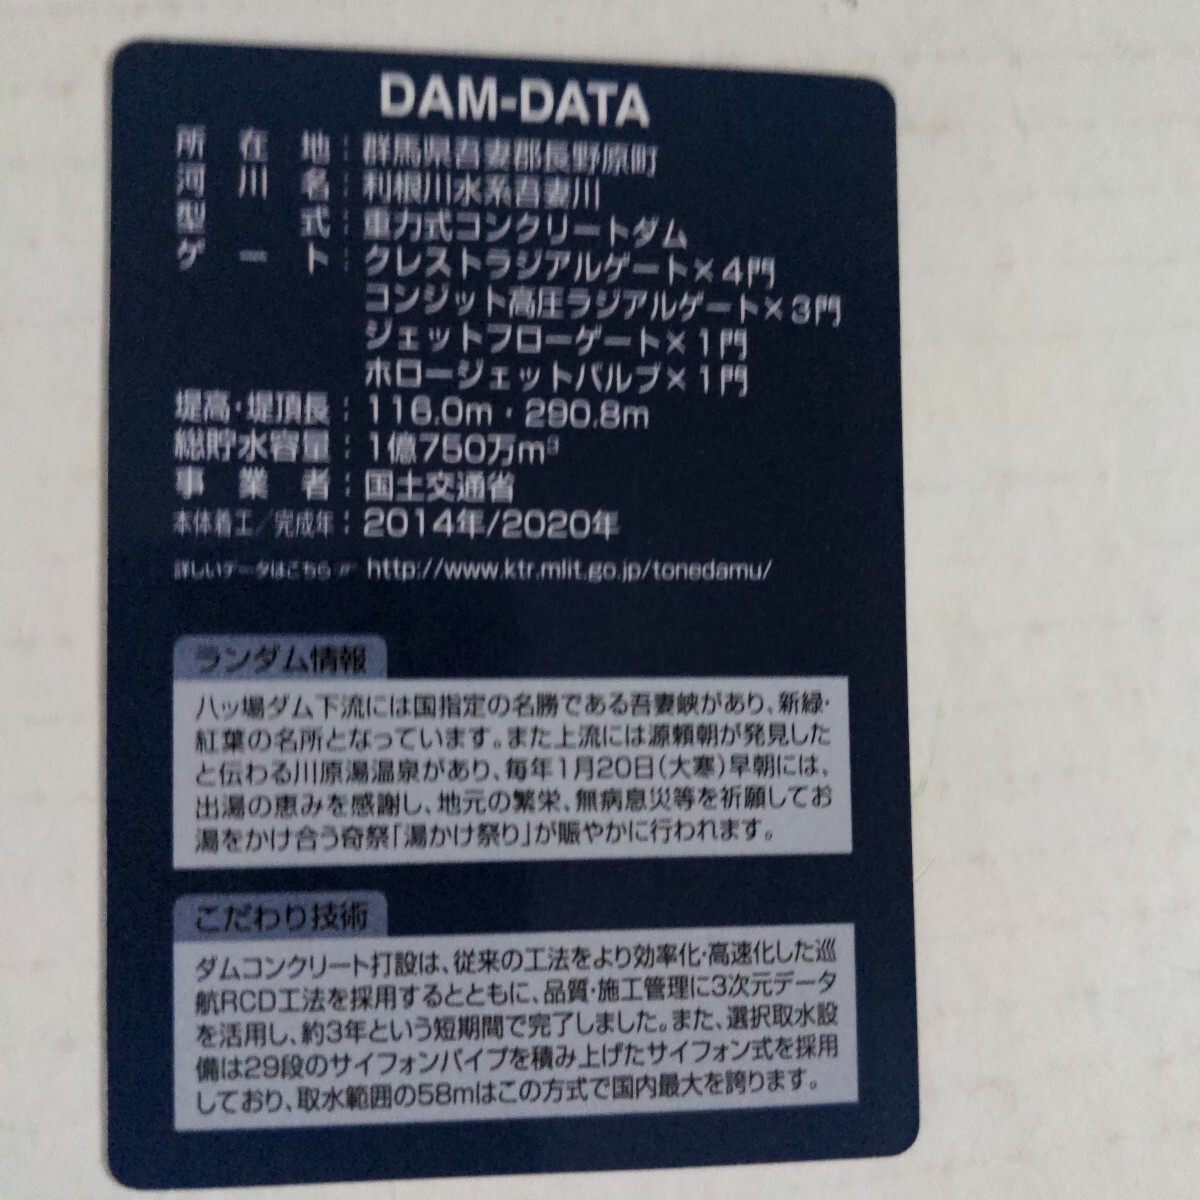 DAM-DATA
所在地：群馬県吾妻郡長野原町
河川名：利根川水系吾妻川
型式：重力式コンクリートダム
ゲート：クレストラジアルゲート×4門
コンジット高圧ラジアルゲート×3門
ジェットフローゲート×1門
ホロージェットバルブ×1門
堤高・堤頂長：116.0m・290.8m
総貯水容量：1億750万m³
事業者：国土交通省
本体着工／完成年：2014年/2020年
詳しいデータはこちら☞ http://www.ktr.mlit.go.jp/tonedamu/
ランダム情報
八ッ場ダム下流には国指定の名勝である吾妻峡があり、新緑・
紅葉の名所となっています。また上流には源頼朝が発見した
と伝わる川原湯温泉があり、毎年1月20日（大寒）早朝には、
出湯の恵みを感謝し、地元の繁栄、無病息災等を祈願してお
湯をかけ合う奇祭「湯かけ祭り」が賑やかに行われます。
こだわり技術
ダムコンクリート打設は、従来の工法をより効率化・高速化した巡
航RCD工法を採用するとともに、品質・施工管理に3次元データ
を活用し、約3年という短期間で完了しました。また、選択取水設
備は29段のサイフォンパイプを積み上げたサイフォン式を採用
しており、取水範囲の58mはこの方式で国内最大を誇ります。